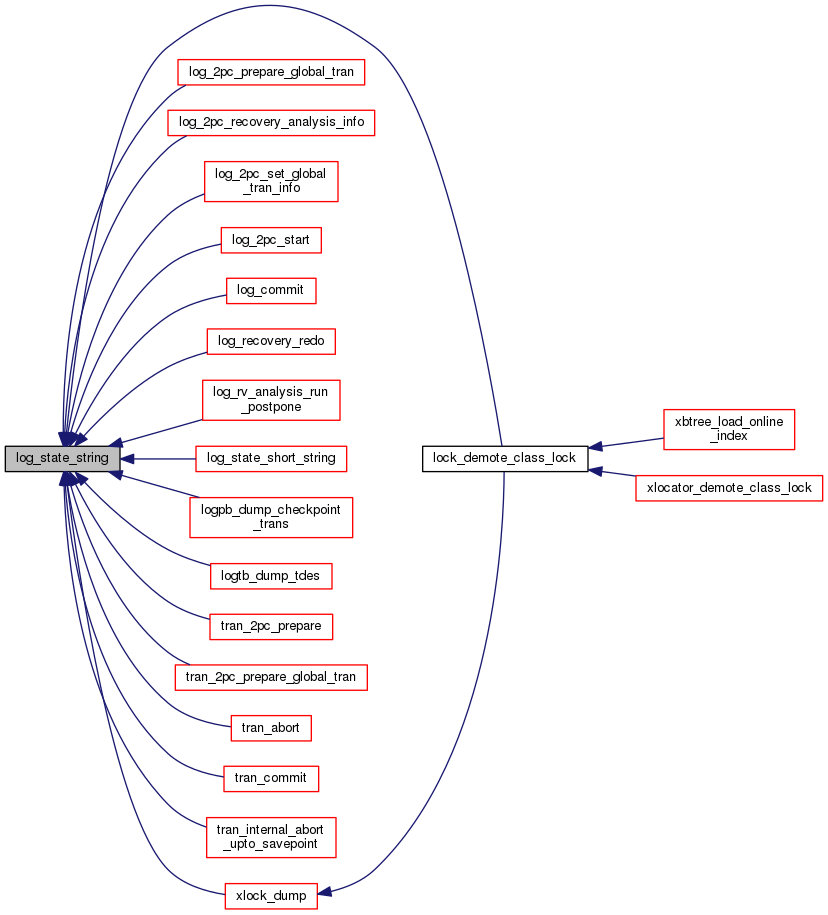 log_2pc_prepare_global_tran
log_2pc_recovery_analysis_info
log_2pc_set_global
_tran_info
log_2pc_start
log_commit
log_recovery_redo
log_rv_analysis_run
_postpone
log_state_string
log_state_short_string
lock_demote_class_lock
xbtree_load_online
_index
xlocator_demote_class_lock
logpb_dump_checkpoint
_trans
logtb_dump_tdes
tran_2pc_prepare
tran_2pc_prepare_global_tran
tran_abort
tran_commit
tran_internal_abort
_upto_savepoint
xlock_dump